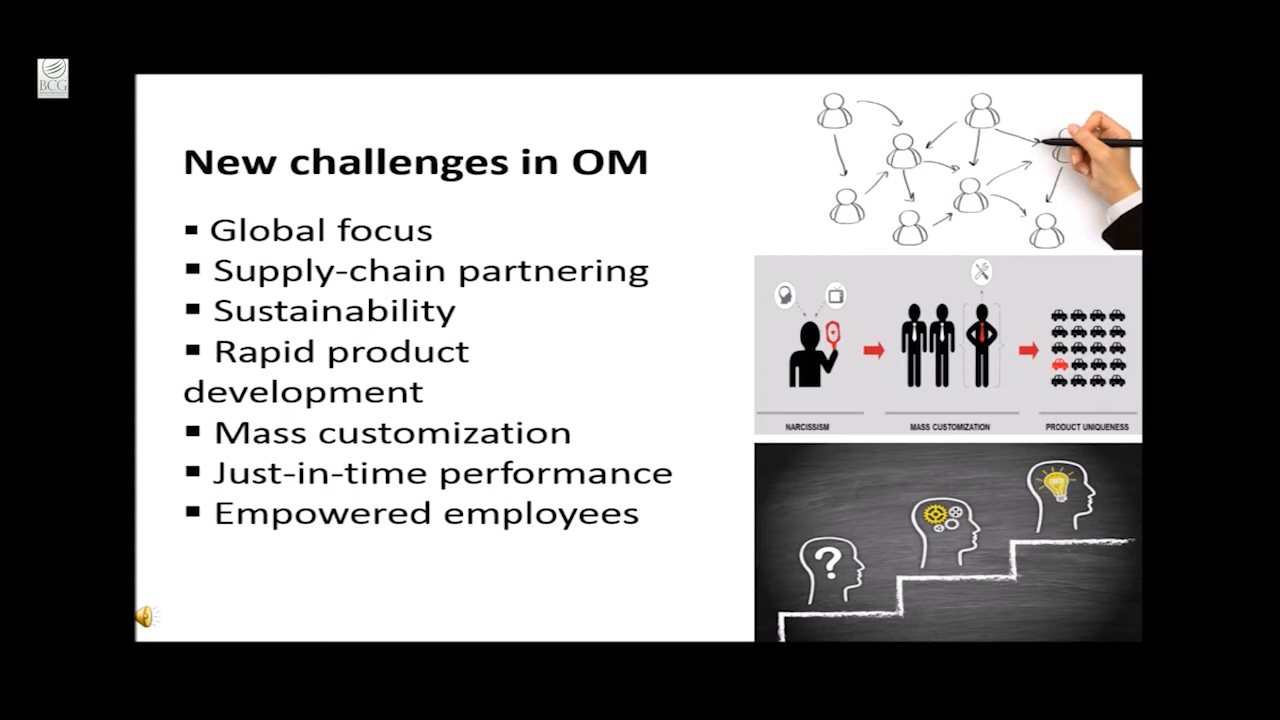 BCG
New challenges in OM
▪ Global focus
▪ Supply-chain partnering
▪ Sustainability
▪ Rapid product
development
▪ Mass customization
▪ Just-in-time performance
▪ Empowered employees
NARCISSISM
MASS CUSTOMIZATION
PRODUCT UNIQUENESS
?